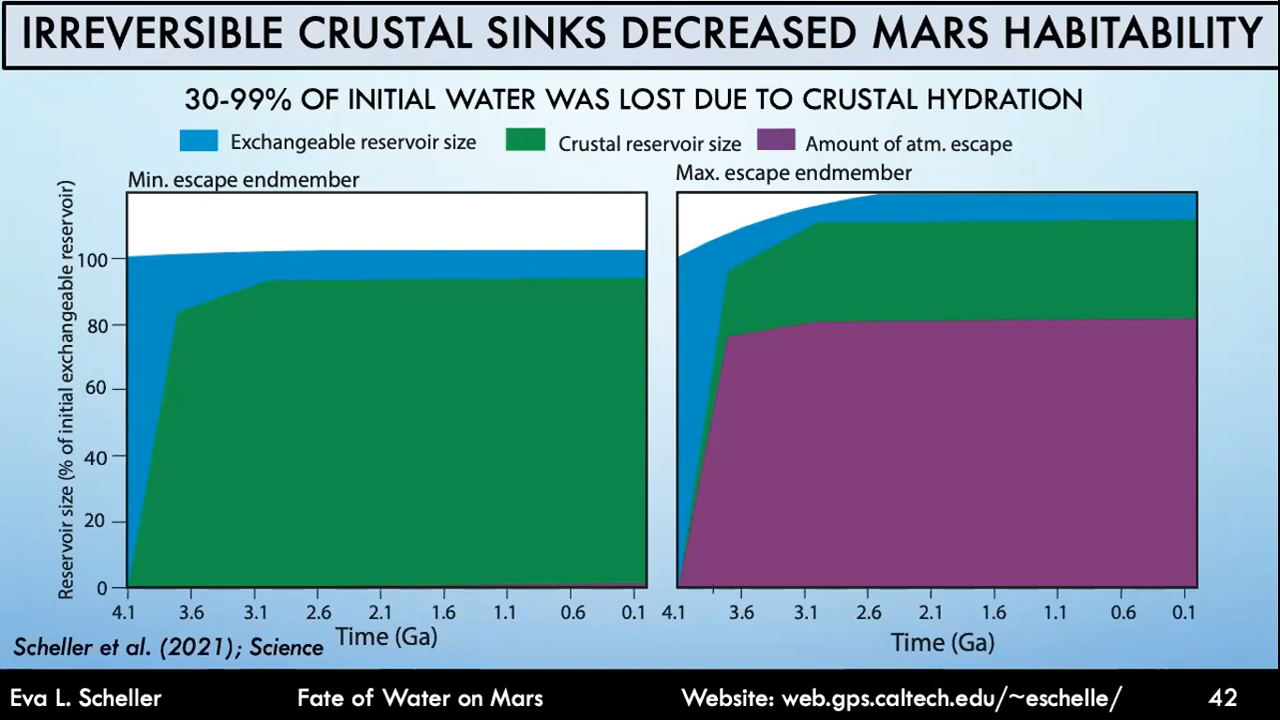 IRREVERSIBLE CRUSTAL SINKS DECREASED MARS HABITABILITY
30-99% OF INITIAL WATER WAS LOST DUE TO CRUSTAL HYDRATION
Exchangeable reservoir size Crustal reservoir size Amount of atm. escape
Min. escape endmember
Max. escape endmember
Reservoir size (% of initial exchangeable reservoir)
100
80
60
40
20
0
4.1 3.6 3.1 2.6 2.1 1.6 1.1 0.6 0.1
Time (Ga)
4.1 3.6 3.1 2.6 2.1 1.6 1.1 0.6 0.1
Time (Ga)
Scheller et al. (2021); Science
Eva L. Scheller Fate of Water on Mars Website: web.gps.caltech.edu/~eschelle/ 42